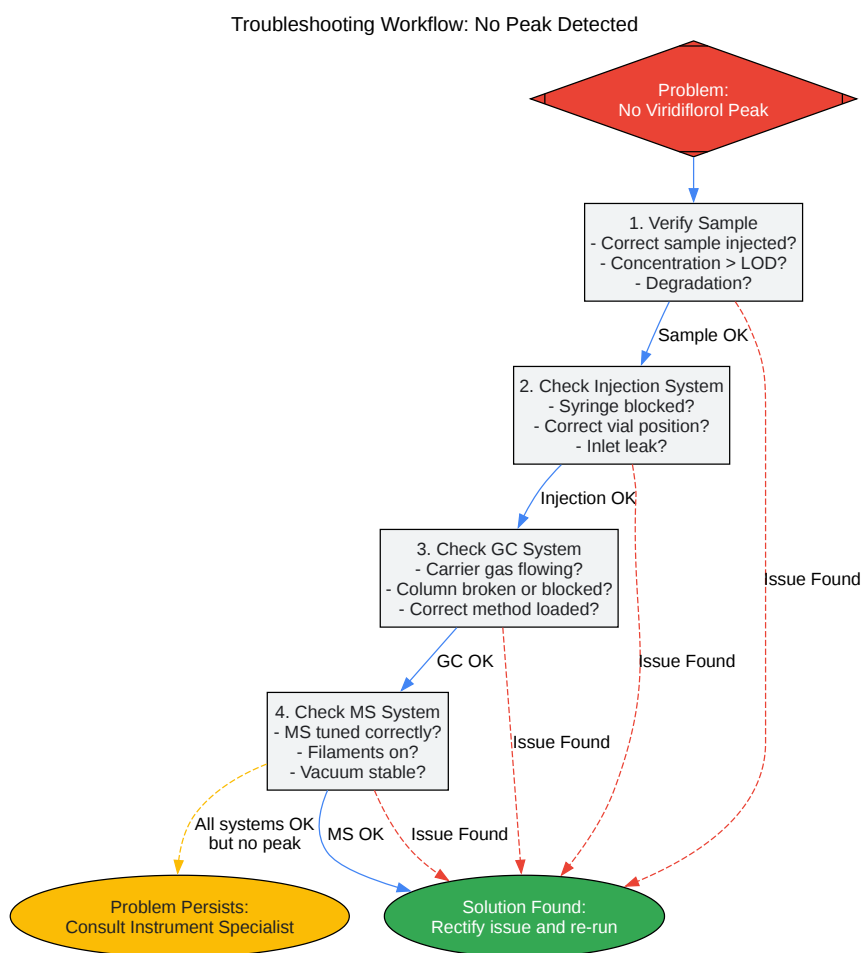 Troubleshooting Workflow: No Peak Detected
Problem:
No Viridiflorol Peak
1. Verify Sample
- Correct sample injected?
- Concentration > LOD?
- Degradation?
Sample OK
2. Check Injection System
- Syringe blocked?
- Correct vial position?
- Inlet leak?
Injection OK
3. Check GC System
- Carrier gas flowing?
- Column broken or blocked?
- Correct method loaded?
Issue Found
GC OK
Issue Found
4. Check MS System
- MS tuned correctly?
- Filaments on?
- Vacuum stable?
Issue Found
All systems OK
but no peak
MS OK
Issue Found
Problem Persists:
Consult Instrument Specialist
Solution Found:
Rectify issue and re-run